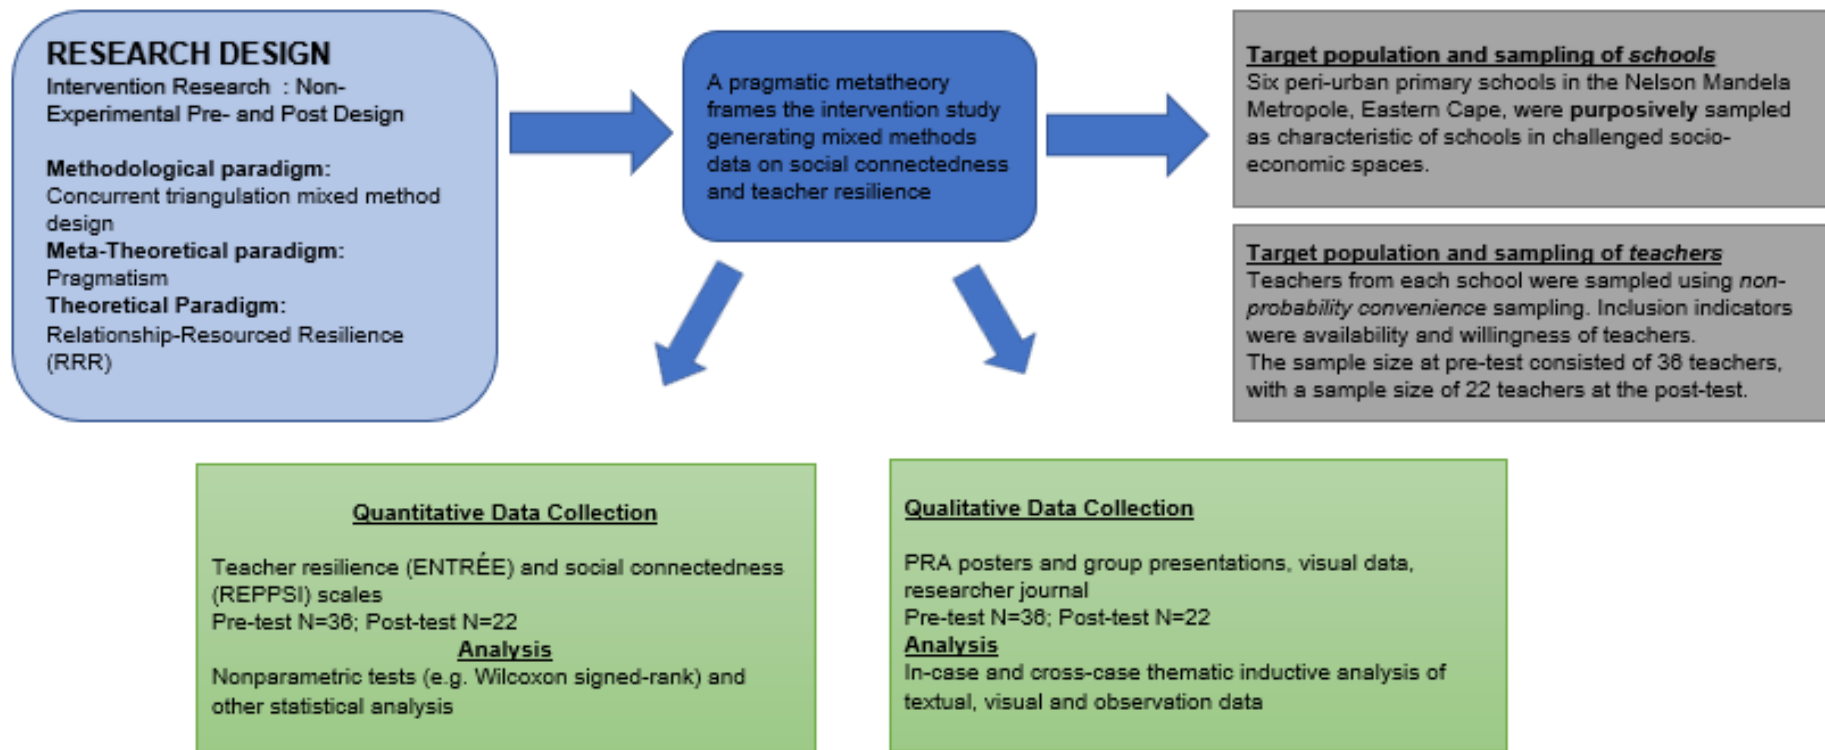 RESEARCH DESIGN
Intervention Research : Non-
Experimental Pre- and Post Design
Methodological paradigm:
Concurrent triangulation mixed method
design
Meta-Theoretical paradigm:
Pragmatism
Theoretical Paradigm:
Relationship-Resourced Resilience
(RRR)
A pragmatic metatheory
frames the intervention study
generating mixed methods
data on social connectedness
and teacher resilience
Target population and sampling of schools
Six peri-urban primary schools in the Nelson Mandela
Metropole, Eastern Cape, were purposively sampled
as characteristic of schools in challenged socio-
economic spaces.
Target population and sampling of teachers
Teachers from each school were sampled using non-
probability convenience sampling. Inclusion indicators
were availability and willingness of teachers.
The sample size at pre-test consisted of 36 teachers,
with a sample size of 22 teachers at the post-test.
Quantitative Data Collection
Teacher resilience (ENTRÉE) and social connectedness
(REPPSI) scales
Pre-test N=36; Post-test N=22
Analysis
Nonparametric tests (e.g. Wilcoxon signed-rank) and
other statistical analysis
Qualitative Data Collection
PRA posters and group presentations, visual data,
researcher journal
Pre-test N=36; Post-test N=22
Analysis
In-case and cross-case thematic inductive analysis of
textual, visual and observation data